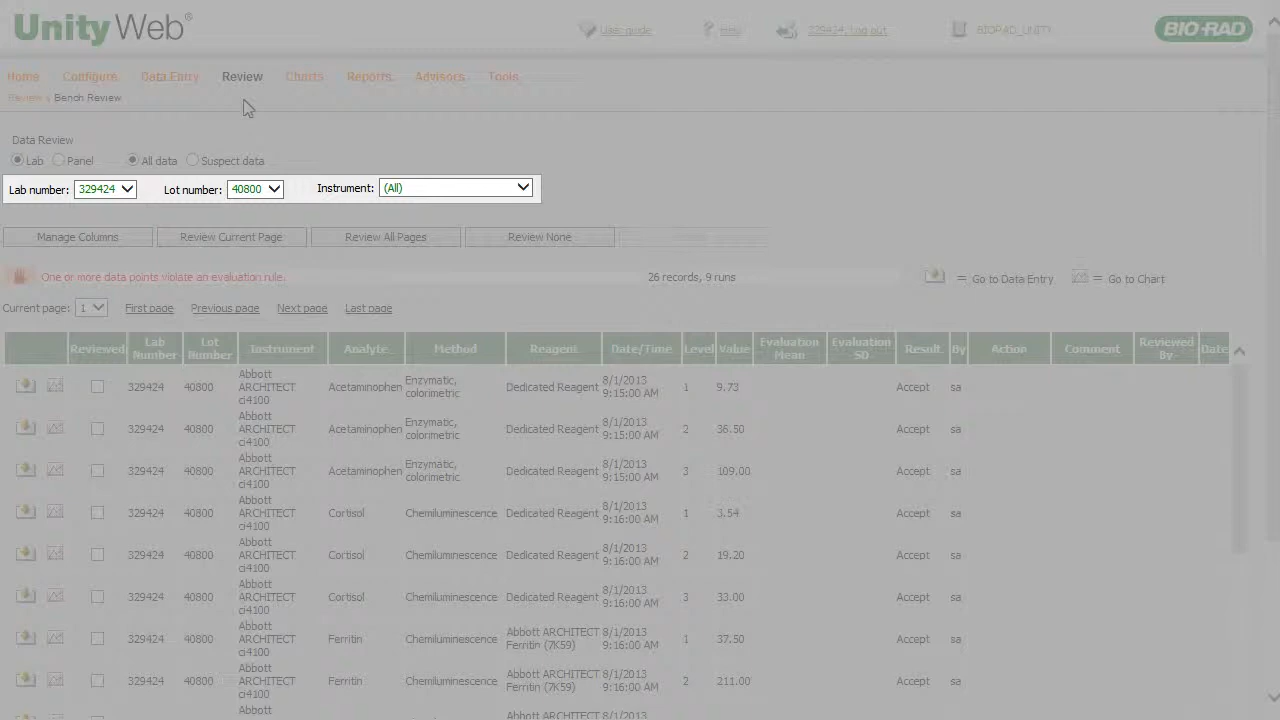 Unity Web®
User guide Help 329424, Log out BIORAD_UNITY BIO-RAD
Home Configure Data Entry Review Charts Reports Advisors Tools
Review > Bench Review
Data Review
Lab Panel All data Suspect data
Lab number: 329424 Lot number: 40800 Instrument: (All)
Manage Columns Review Current Page Review All Pages Review None
One or more data points violate an evaluation rule. 26 records, 9 runs = Go to Data Entry = Go to Chart
Current page: 1 First page Previous page Next page Last page
Reviewed Lab Number Lot Number Instrument Analyte Method Reagent Date/Time Level Value Evaluation Mean Evaluation SD Result By Action Comment Reviewed By Date
329424 40800 Abbott ARCHITECT ci4100 Acetaminophen Enzymatic, colorimetric Dedicated Reagent 8/1/2013 9:15:00 AM 1 9.73 Accept sa
329424 40800 Abbott ARCHITECT ci4100 Acetaminophen Enzymatic, colorimetric Dedicated Reagent 8/1/2013 9:15:00 AM 2 36.50 Accept sa
329424 40800 Abbott ARCHITECT ci4100 Acetaminophen Enzymatic, colorimetric Dedicated Reagent 8/1/2013 9:15:00 AM 3 109.00 Accept sa
329424 40800 Abbott ARCHITECT ci4100 Cortisol Chemiluminescence Dedicated Reagent 8/1/2013 9:16:00 AM 1 3.54 Accept sa
329424 40800 Abbott ARCHITECT ci4100 Cortisol Chemiluminescence Dedicated Reagent 8/1/2013 9:16:00 AM 2 19.20 Accept sa
329424 40800 Abbott ARCHITECT ci4100 Cortisol Chemiluminescence Dedicated Reagent 8/1/2013 9:16:00 AM 3 33.00 Accept sa
329424 40800 Abbott ARCHITECT ci4100 Ferritin Chemiluminescence Abbott ARCHITECT Ferritin (7K59) 8/1/2013 9:16:00 AM 1 37.50 Accept sa
329424 40800 Abbott ARCHITECT ci4100 Ferritin Chemiluminescence Abbott ARCHITECT Ferritin (7K59) 8/1/2013 9:16:00 AM 2 211.00 Accept sa
Abbott Abbott ARCHITECT 8/1/2013